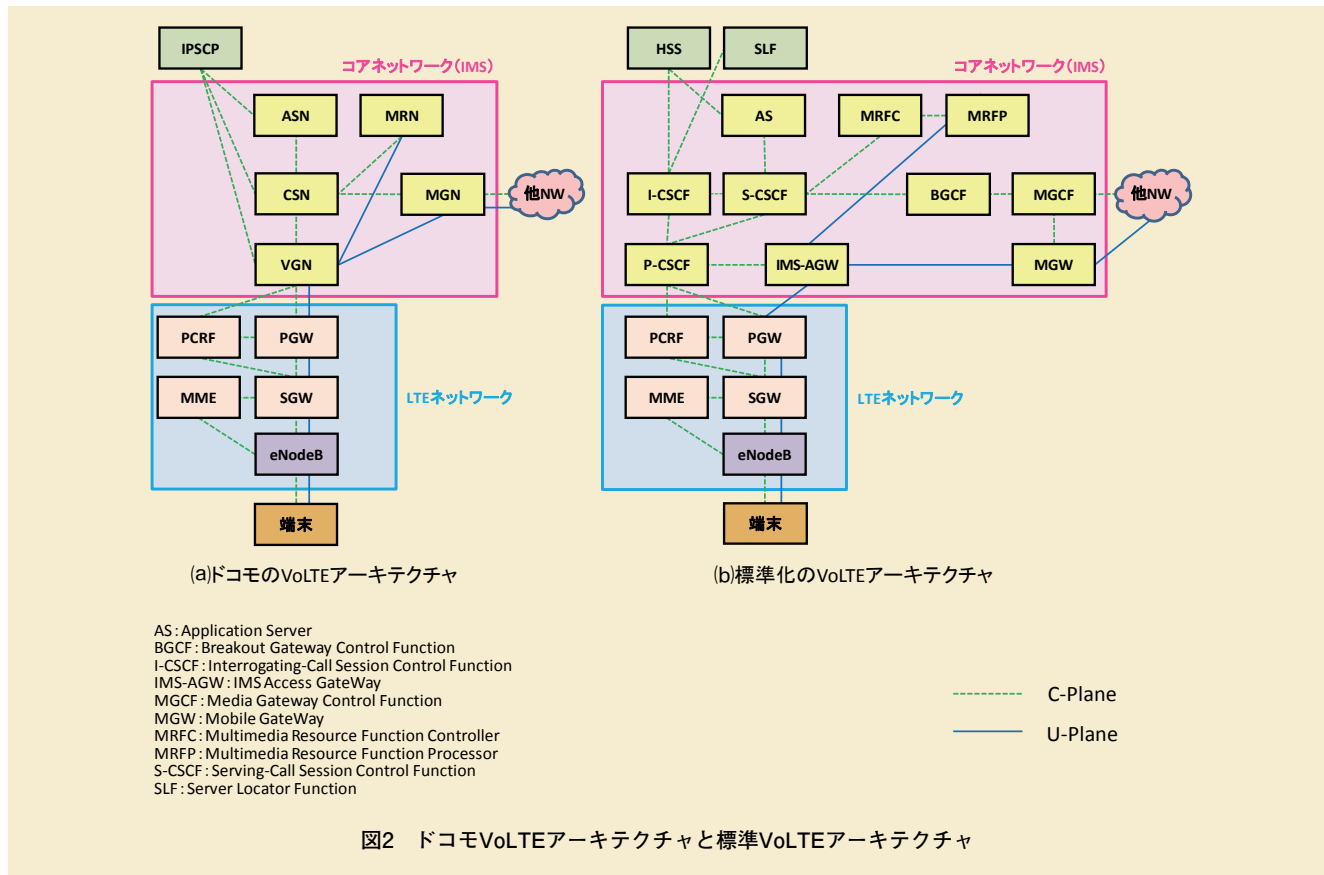 IPSCP
コアネットワーク(IMS)
ASN
MRN
CSN
MGN
他NW
VGN
PCRF
PGW
MME
SGW
LTEネットワーク
eNodeB
端末
(a)ドコモのVoLTEアーキテクチャ
HSS
SLF
コアネットワーク(IMS)
AS
MRFC
MRFP
I-CSCF
S-CSCF
BGCF
MGCF
他NW
P-CSCF
IMS-AGW
MGW
PCRF
PGW
MME
SGW
LTEネットワーク
eNodeB
端末
(b)標準化のVoLTEアーキテクチャ
AS：Application Server
BGCF：Breakout Gateway Control Function
I-CSCF：Interrogating-Call Session Control Function
IMS-AGW：IMS Access GateWay
MGCF：Media Gateway Control Function
MGW：Mobile GateWay
MRFC：Multimedia Resource Function Controller
MRFP：Multimedia Resource Function Processor
S-CSCF：Serving-Call Session Control Function
SLF：Server Locator Function
C-Plane
U-Plane
図2　ドコモVoLTEアーキテクチャと標準VoLTEアーキテクチャ